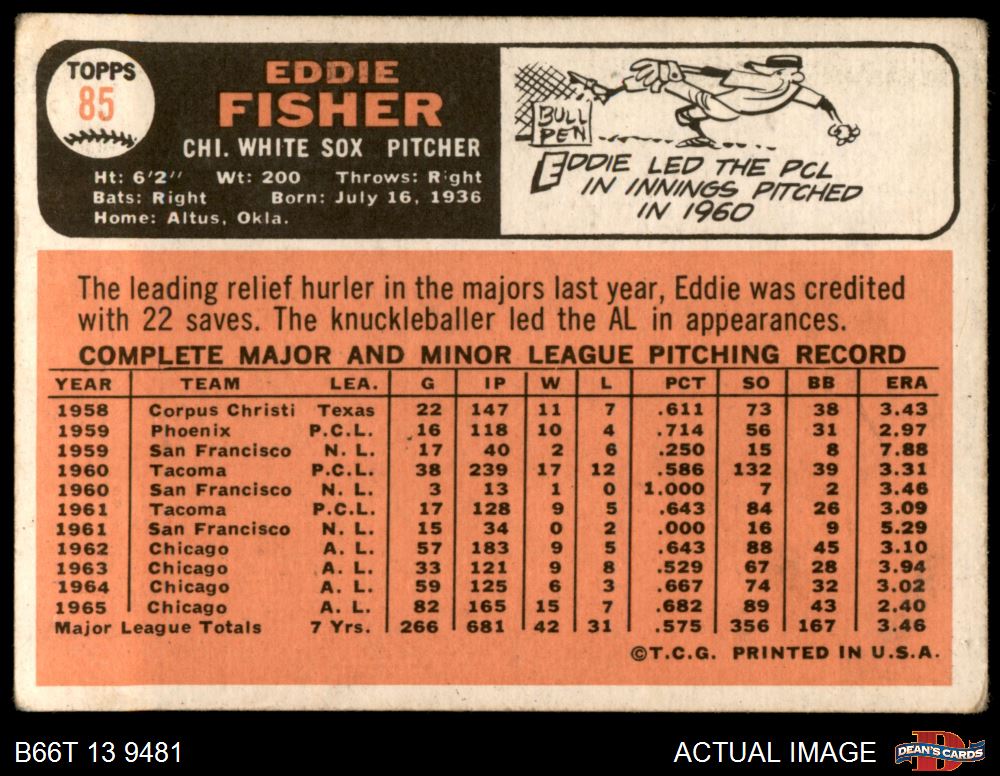 TOPPS
85
EDDIE
FISHER
CHI. WHITE SOX PITCHER
Ht: 6'2" Wt: 200 Throws: Right
Bats: Right Born: July 16, 1936
Home: Altus, Okla.
BULL
PEN
EDDIE LED THE PCL
IN INNINGS PITCHED
IN 1960
The leading relief hurler in the majors last year, Eddie was credited
with 22 saves. The knuckleballer led the AL in appearances.
COMPLETE MAJOR AND MINOR LEAGUE PITCHING RECORD
YEAR TEAM LEA. G IP W L PCT SO BB ERA
1958 Corpus Christi Texas 22 147 11 7 .611 73 38 3.43
1959 Phoenix P.C.L. 16 118 10 4 .714 56 31 2.97
1959 San Francisco N. L. 17 40 2 6 .250 15 8 7.88
1960 Tacoma P.C.L. 38 239 17 12 .586 132 39 3.31
1960 San Francisco N. L. 3 13 1 0 1.000 7 2 3.46
1961 Tacoma P.C.L. 17 128 9 5 .643 84 26 3.09
1961 San Francisco N. L. 15 34 0 2 .000 16 9 5.29
1962 Chicago A. L. 57 183 9 5 .643 88 45 3.10
1963 Chicago A. L. 33 121 9 8 .529 67 28 3.94
1964 Chicago A. L. 59 125 6 3 .667 74 32 3.02
1965 Chicago A. L. 82 165 15 7 .682 89 43 2.40
Major League Totals 7 Yrs. 266 681 42 31 .575 356 167 3.46
©T.C.G. PRINTED IN U.S.A.
B66T 13 9481
ACTUAL IMAGE
D
DEAN'S CARDS